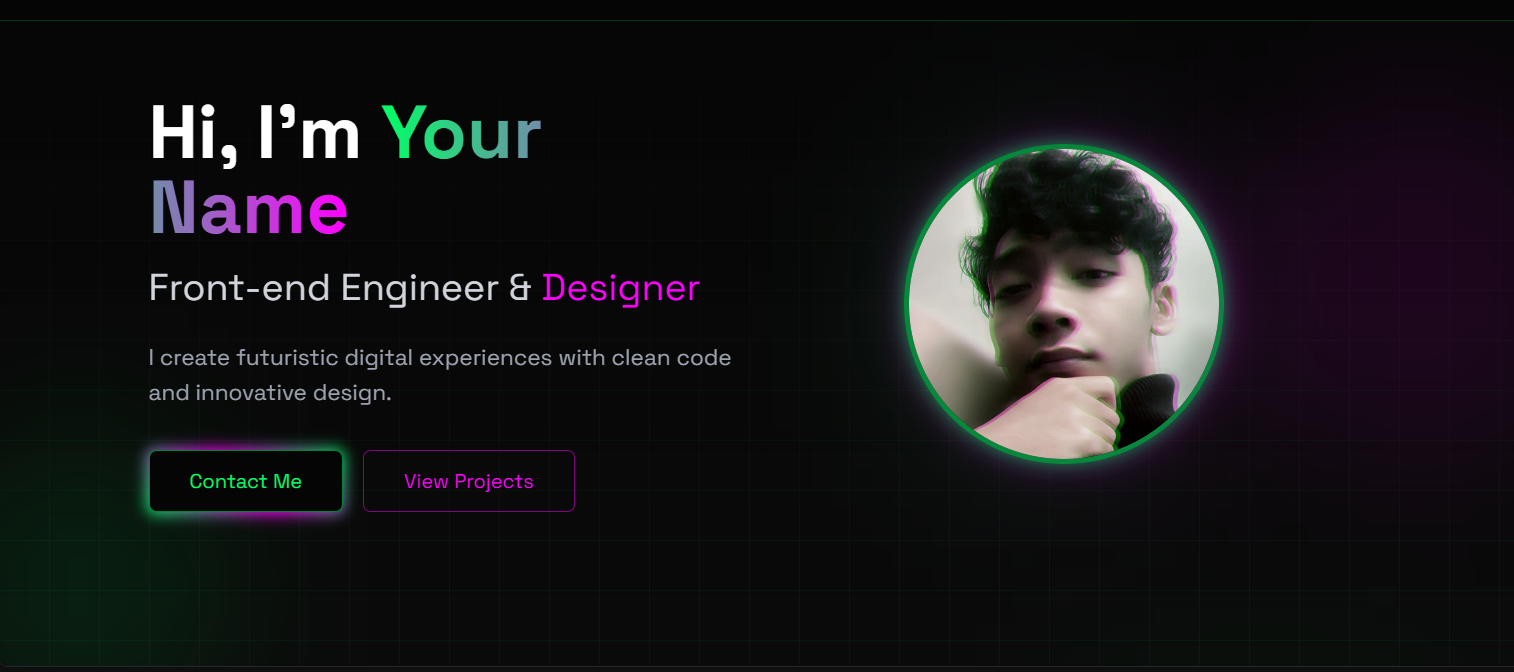 Hi, I’m Your
Name
Front-end Engineer & Designer
I create futuristic digital experiences with clean code
and innovative design.
Contact Me
View Projects